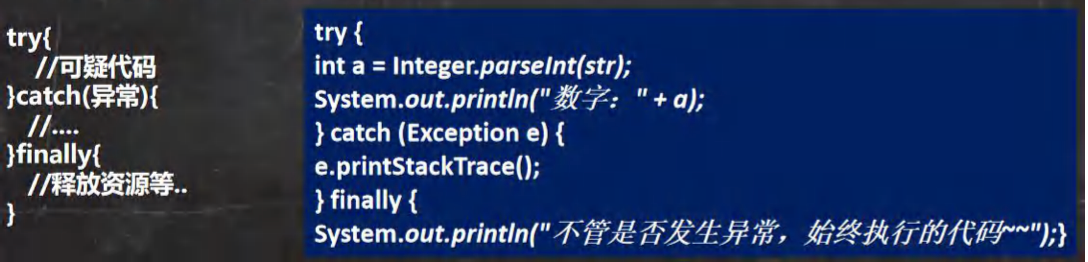 try{
//可疑代码
}catch(异常){
//....
}finally{
//释放资源等..
}
try {
int a = Integer.parseInt(str);
System.out.println("数字："+ a);
} catch (Exception e) {
e.printStackTrace();
} finally {
System.out.println("不管是否发生异常，始终执行的代码~~");}